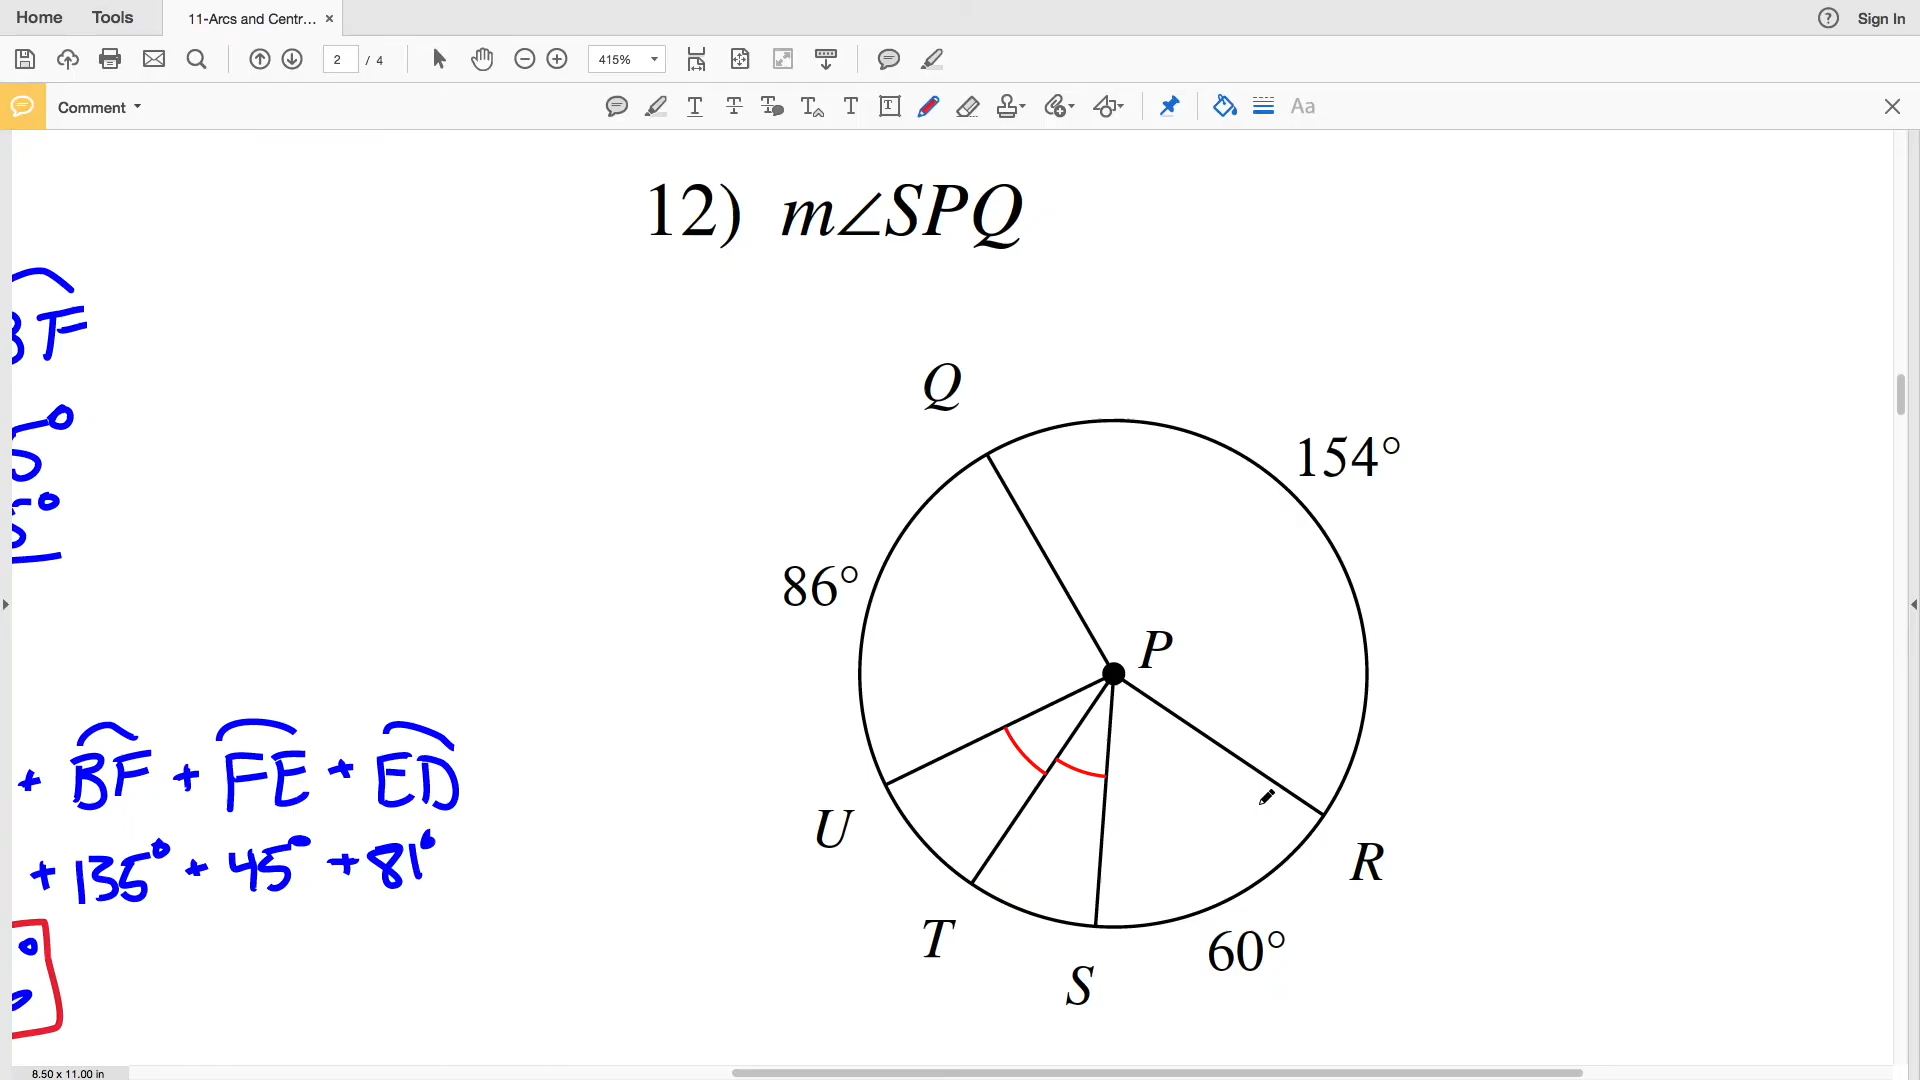 Home Tools 11-Arcs and Centr... × Sign In
2 / 4 415%
Comment
12) m∠SPQ
BF
Q
154°
86°
P
+ BF + FE + ED
U
+ 135° + 45° + 81°
R
T
60°
S
8.50 x 11.00 in